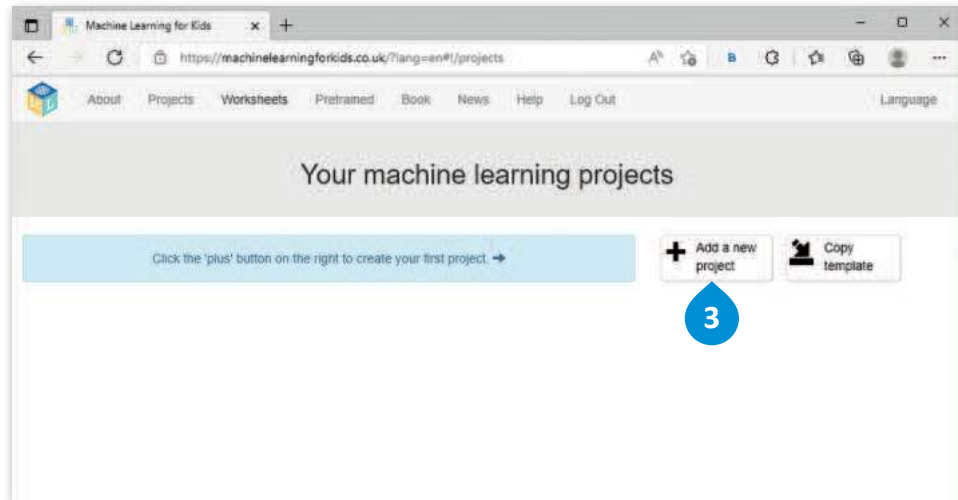 Machine Learning for Kids
https://machinelearningforkids.co.uk/?lang=en#!/projects
About Projects Worksheets Pretrained Book News Help Log Out Language
Your machine learning projects
Click the 'plus' button on the right to create your first project. ➔
Add a new
project
Copy
template
3